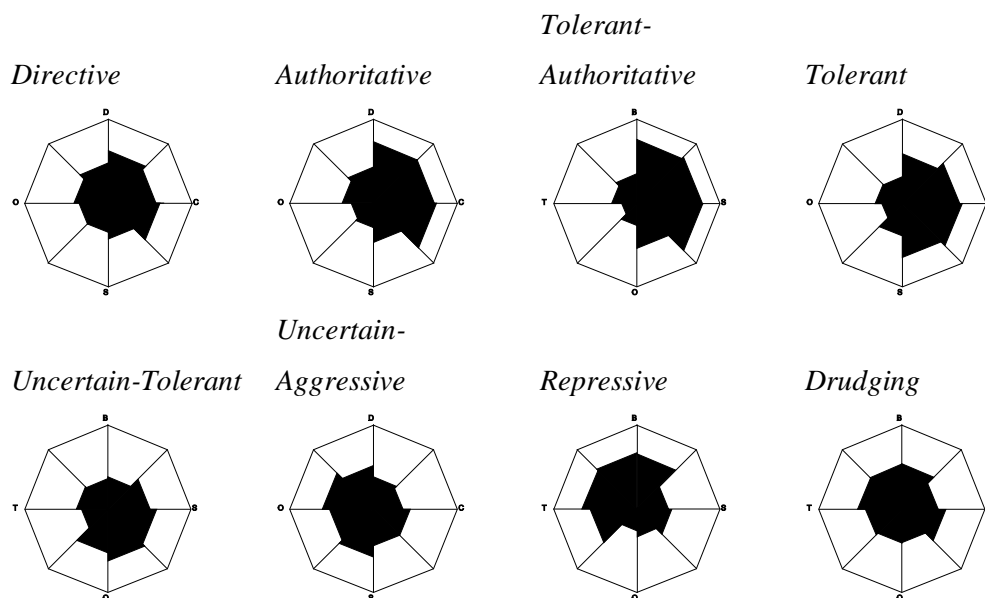 Tolerant-
Directive Authoritative Authoritative Tolerant
D D B D
O C O C T S O
S S O S
Uncertain-
Uncertain-Tolerant Aggressive Repressive Drudging
B D B B
T S O C T S T